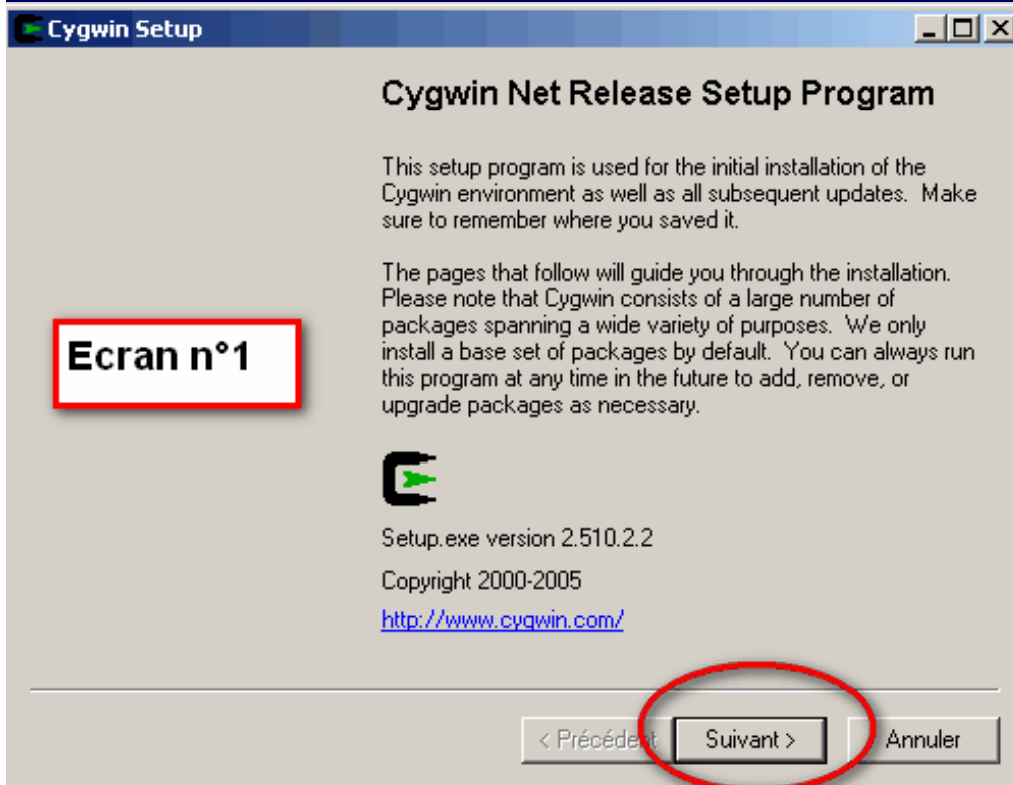 Cygwin Setup
Cygwin Net Release Setup Program
This setup program is used for the initial installation of the
Cygwin environment as well as all subsequent updates. Make
sure to remember where you saved it.
The pages that follow will guide you through the installation.
Please note that Cygwin consists of a large number of
packages spanning a wide variety of purposes. We only
install a base set of packages by default. You can always run
this program at any time in the future to add, remove, or
upgrade packages as necessary.
Ecran n°1
Setup.exe version 2.510.2.2
Copyright 2000-2005
http://www.cygwin.com/
< Précédent Suivant > Annuler